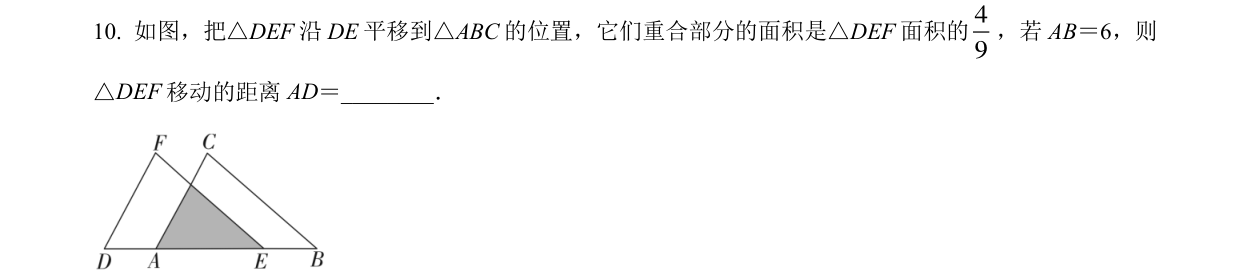 10. 如图，把△DEF沿DE平移到△ABC的位置，它们重合部分的面积是△DEF面积的4/9，若AB=6，则
△DEF移动的距离AD=________.
F C
D A E B